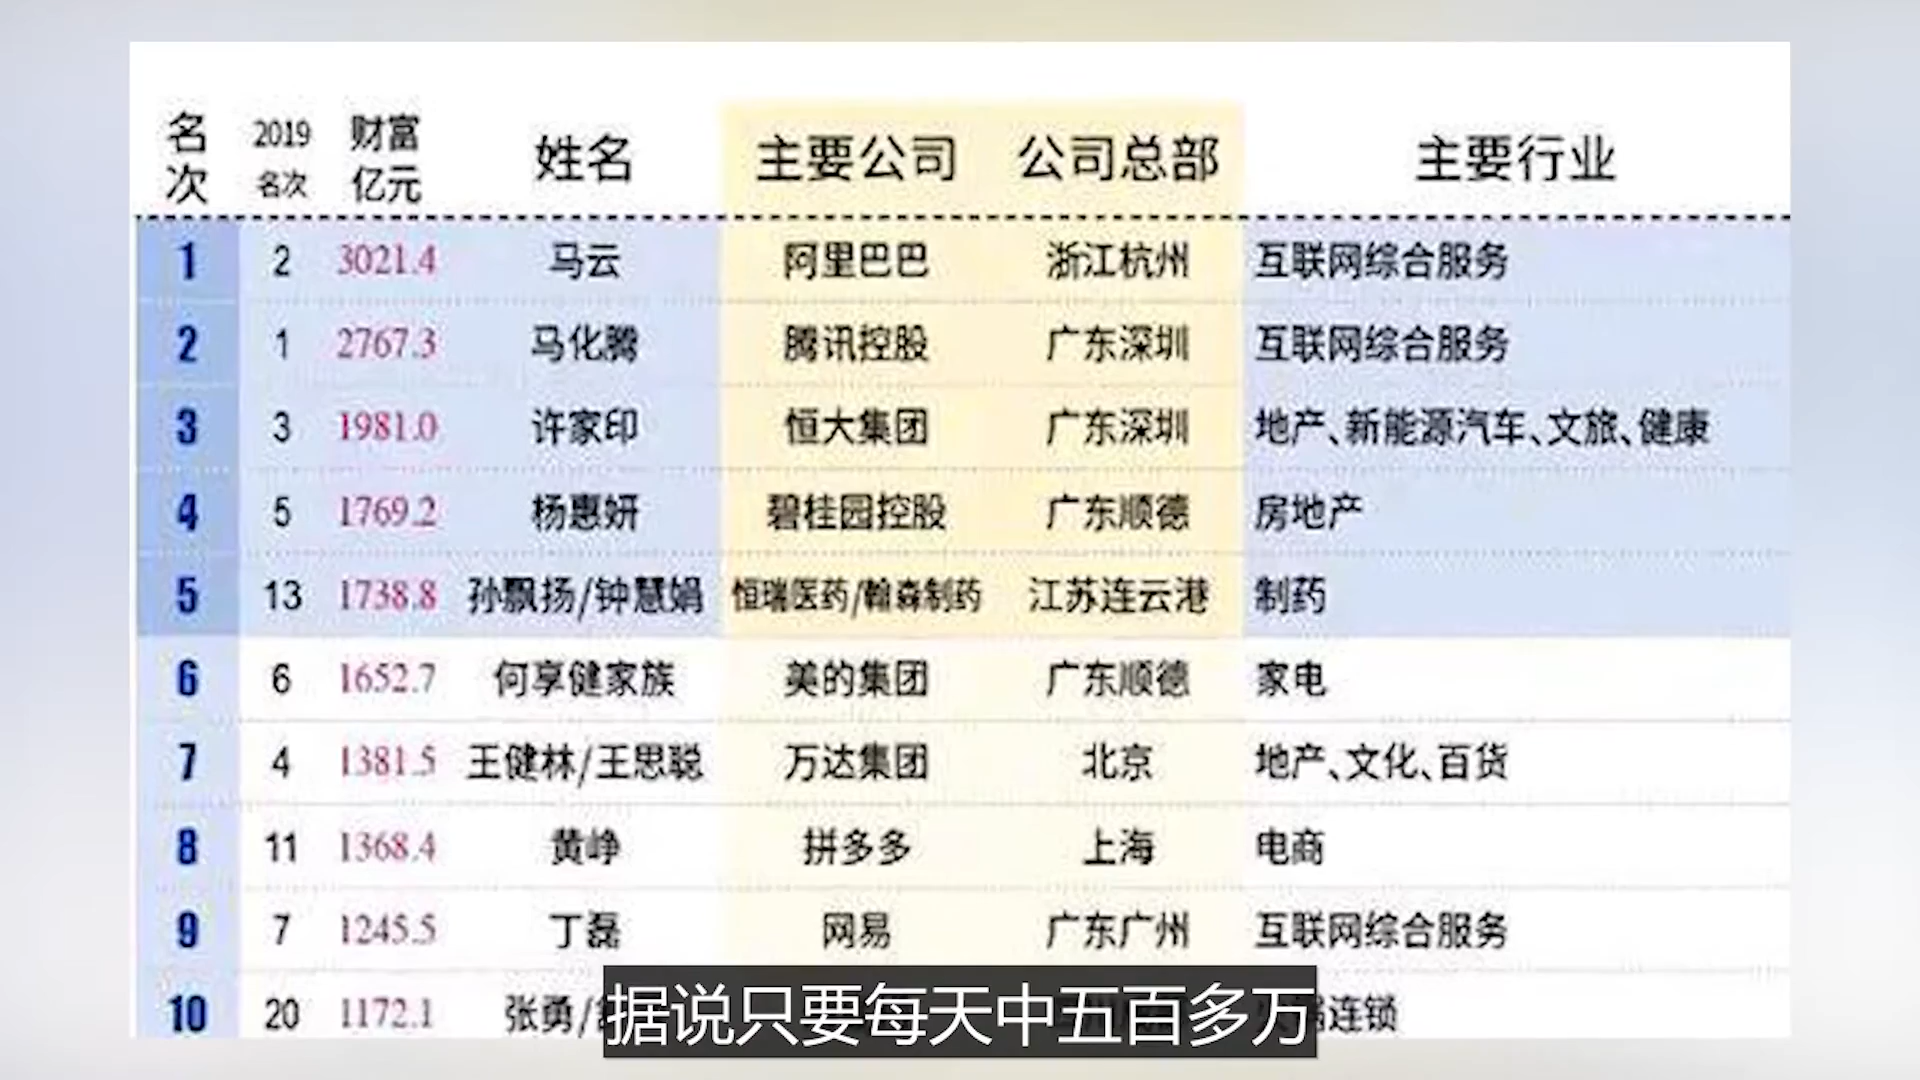 名次 2019名次 财富亿元 姓名 主要公司 公司总部 主要行业
1 2 3021.4 马云 阿里巴巴 浙江杭州 互联网综合服务
2 1 2767.3 马化腾 腾讯控股 广东深圳 互联网综合服务
3 3 1981.0 许家印 恒大集团 广东深圳 地产、新能源汽车、文旅、健康
4 5 1769.2 杨惠妍 碧桂园控股 广东顺德 房地产
5 13 1738.8 孙飘扬/钟慧娟 恒瑞医药/翰森制药 江苏连云港 制药
6 6 1652.7 何享健家族 美的集团 广东顺德 家电
7 4 1381.5 王健林/王思聪 万达集团 北京 地产、文化、百货
8 11 1368.4 黄峥 拼多多 上海 电商
9 7 1245.5 丁磊 网易 广东广州 互联网综合服务
10 20 1172.1 张勇/ 连锁
据说只要每天中五百多万